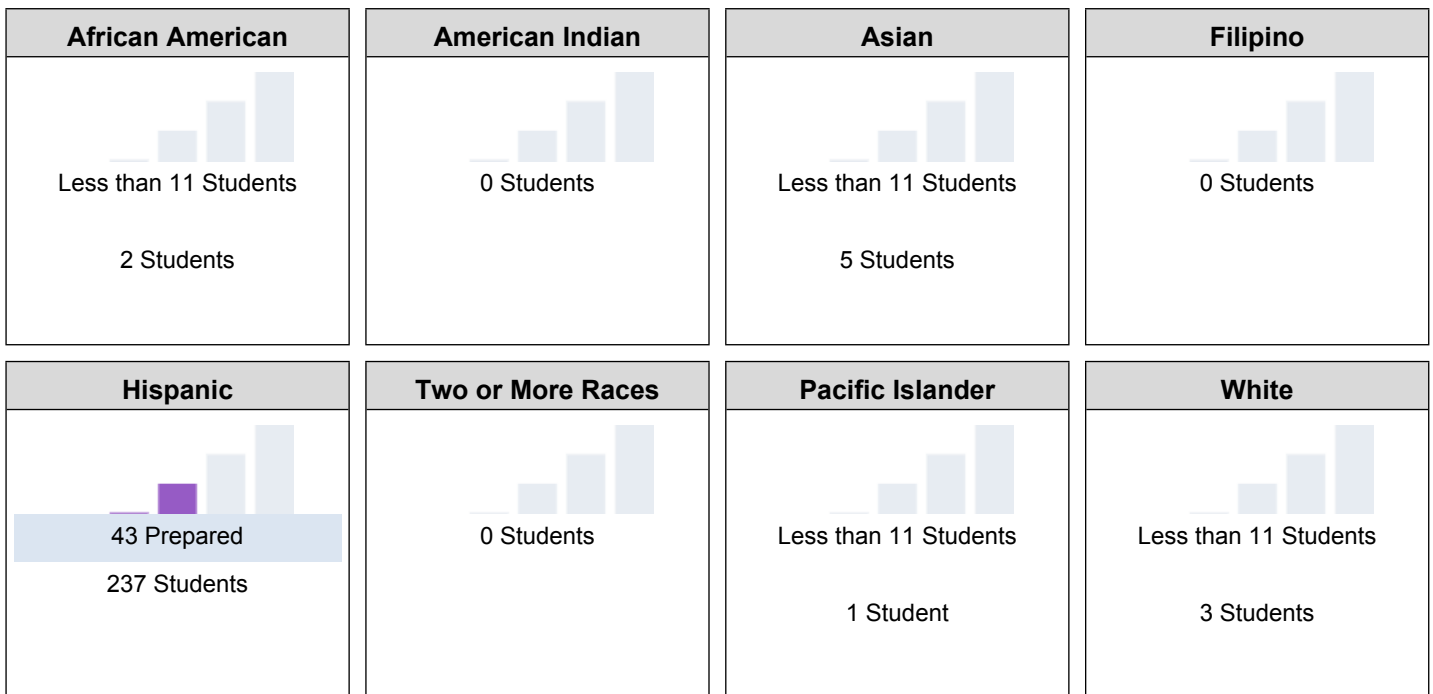 African American
Less than 11 Students
2 Students
American Indian
0 Students
Asian
Less than 11 Students
5 Students
Filipino
0 Students
Hispanic
43 Prepared
237 Students
Two or More Races
0 Students
Pacific Islander
Less than 11 Students
1 Student
White
Less than 11 Students
3 Students